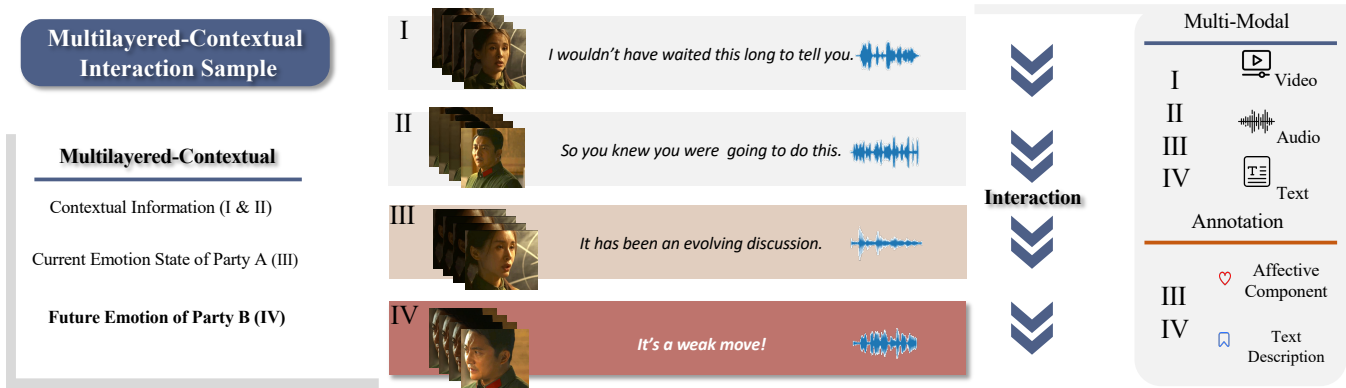 Multilayered-Contextual
Interaction Sample
Multilayered-Contextual
Contextual Information (I & II)
Current Emotion State of Party A (III)
Future Emotion of Party B (IV)
I
I wouldn't have waited this long to tell you.
II
So you knew you were going to do this.
III
It has been an evolving discussion.
IV
It's a weak move!
Interaction
Multi-Modal
I
II
III
IV
Video
Audio
Text
Annotation
III
IV
Affective
Component
Text
Description